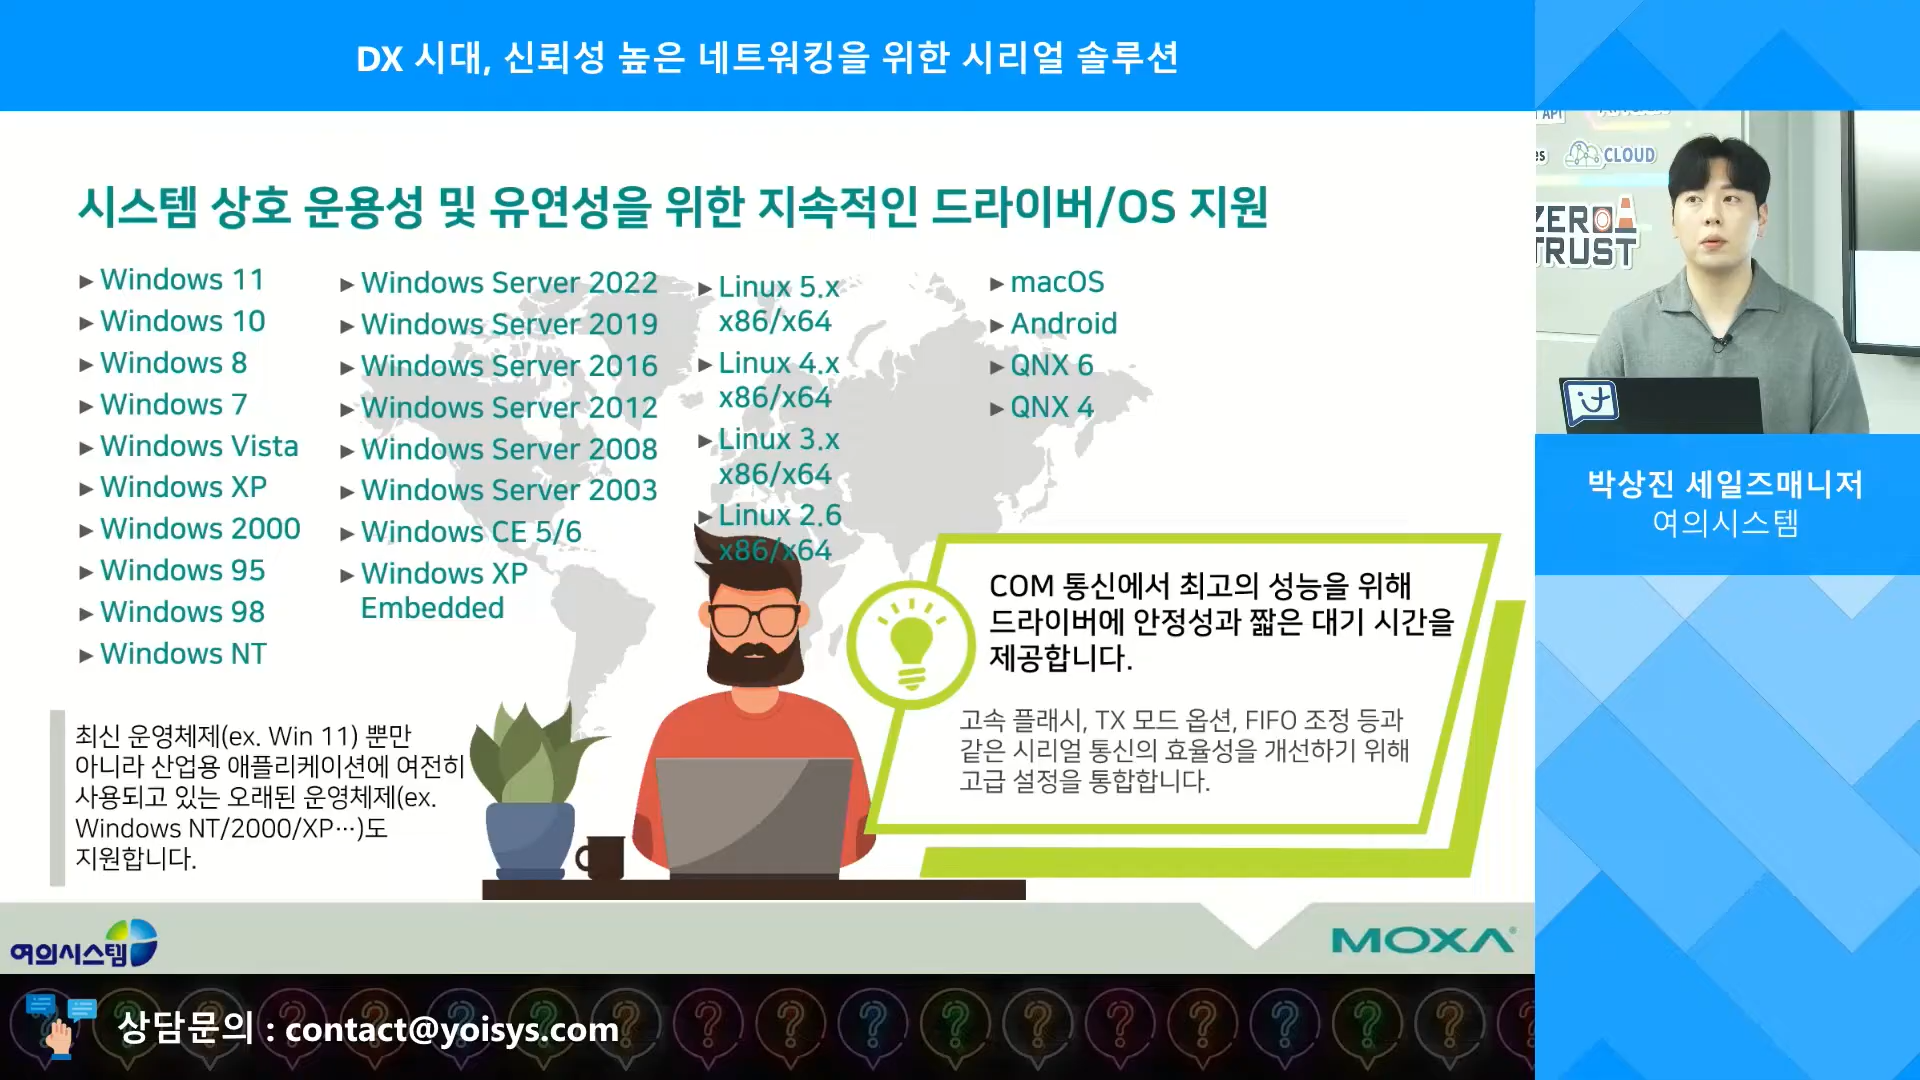 DX 시대, 신뢰성 높은 네트워킹을 위한 시리얼 솔루션
시스템 상호 운용성 및 유연성을 위한 지속적인 드라이버/OS 지원
Windows 11
Windows 10
Windows 8
Windows 7
Windows Vista
Windows XP
Windows 2000
Windows 95
Windows 98
Windows NT
Windows Server 2022
Windows Server 2019
Windows Server 2016
Windows Server 2012
Windows Server 2008
Windows Server 2003
Windows CE 5/6
Windows XP
Embedded
Linux 5.x
x86/x64
Linux 4.x
x86/x64
Linux 3.x
x86/x64
Linux 2.6
x86/x64
macOS
Android
QNX 6
QNX 4
최신 운영체제(ex. Win 11) 뿐만
아니라 산업용 애플리케이션에 여전히
사용되고 있는 오래된 운영체제(ex.
Windows NT/2000/XP…)도
지원합니다.
COM 통신에서 최고의 성능을 위해
드라이버에 안정성과 짧은 대기 시간을
제공합니다.
고속 플래시, TX 모드 옵션, FIFO 조정 등과
같은 시리얼 통신의 효율성을 개선하기 위해
고급 설정을 통합합니다.
여의시스템
MOXA
상담문의 : contact@yoisys.com
API
CLOUD
ZERO
TRUST
it
박상진 세일즈매니저
여의시스템